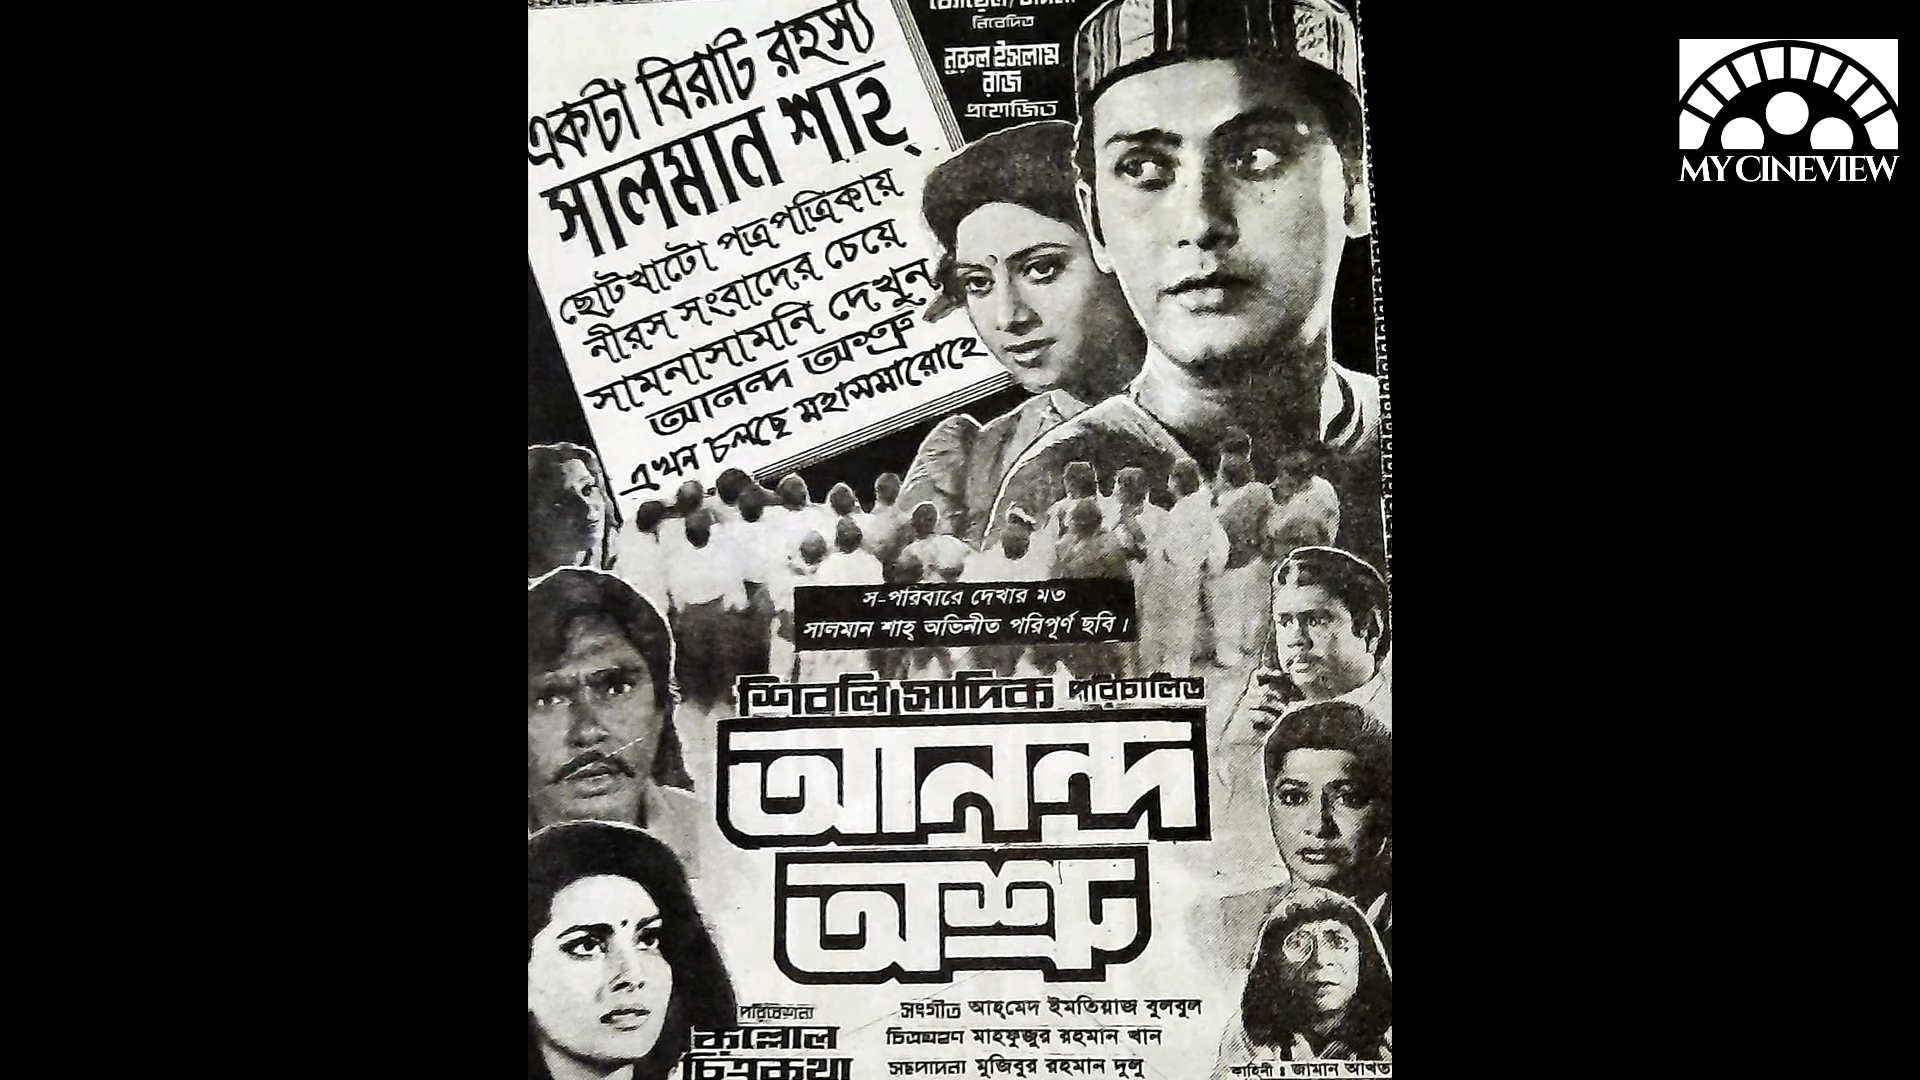 একটা বিরাট রহস্য
সালমান শাহ্
ছোটখাটো পত্রপত্রিকায়
নীরস সংবাদের চেয়ে
সামনাসামনি দেখুন
আনন্দ অশ্রু
এখন চলছে মহাসমারোহে
নিবেদিত
নুরুল ইসলাম
রাজ
প্রযোজিত
MY CINEVIEW
স-পরিবারে দেখার মত
সালমান শাহ্ অভিনীত পরিপূর্ণ ছবি।
শিবলি সাদিক পরিচালিত
আনন্দ
অশ্রু
পরিবেশনা
কল্লোল
চিত্রকথা
সংগীত আহমেদ ইমতিয়াজ বুলবুল
চিত্রগ্রহণ মাহফুজুর রহমান খান
সম্পাদনা মুজিবুর রহমান দুলু
কাহিনী : জামান আখতার